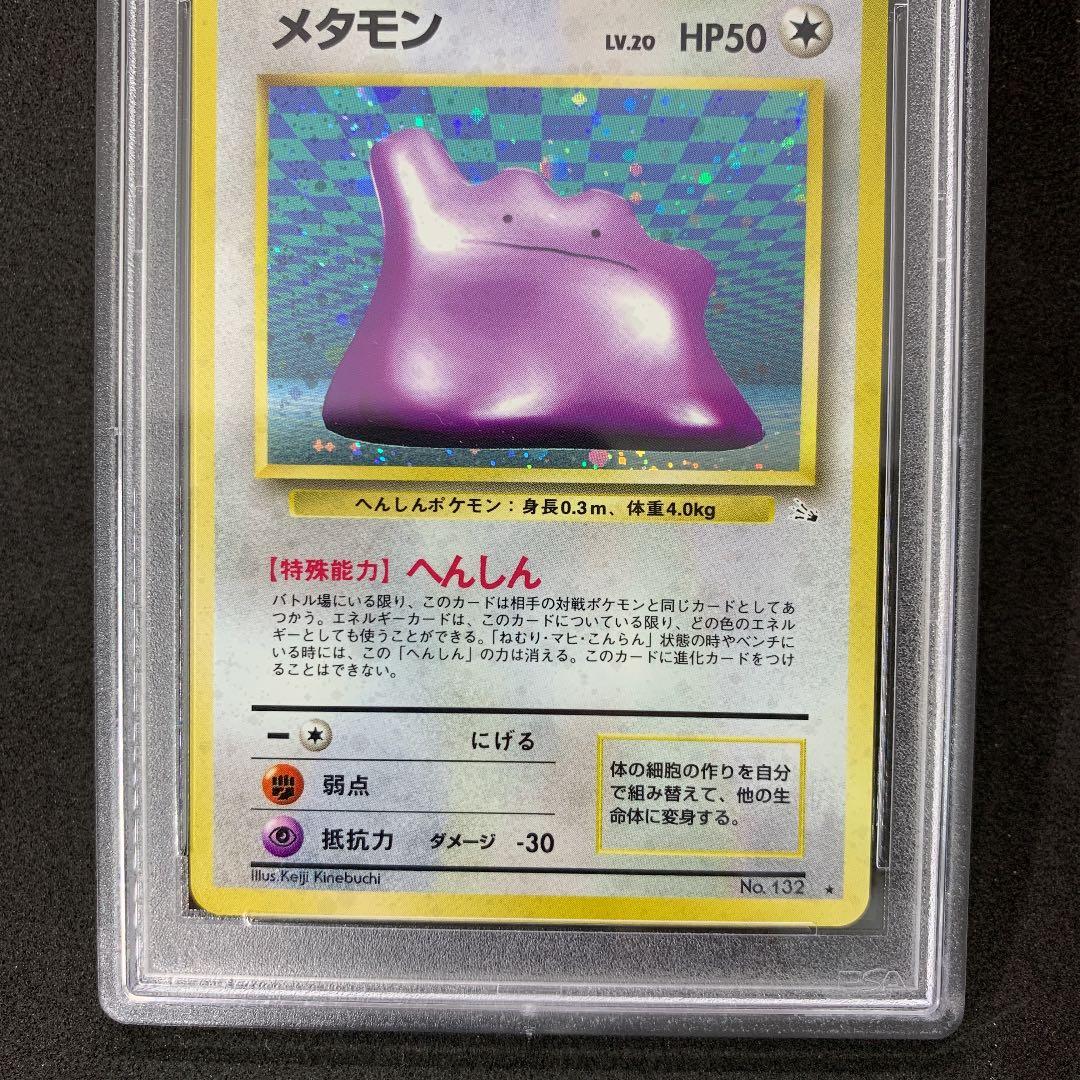 メタモン LV.20 HP50
へんしんポケモン：身長0.3m、体重4.0kg
【特殊能力】へんしん
バトル場にいる限り、このカードは相手の対戦ポケモンと同じカードとしてあ
つかう。エネルギーカードは、このカードについている限り、どの色のエネル
ギーとしても使うことができる。「ねむり・マヒ・こんらん」状態の時やベンチに
いる時には、この「へんしん」の力は消える。このカードに進化カードをつけ
ることはできない。
ー にげる
弱点
抵抗力 ダメージ -30
体の細胞の作りを自分
で組み替えて、他の生
命体に変身する。
Illus.Keiji Kinebuchi
No. 132 ★
PSA